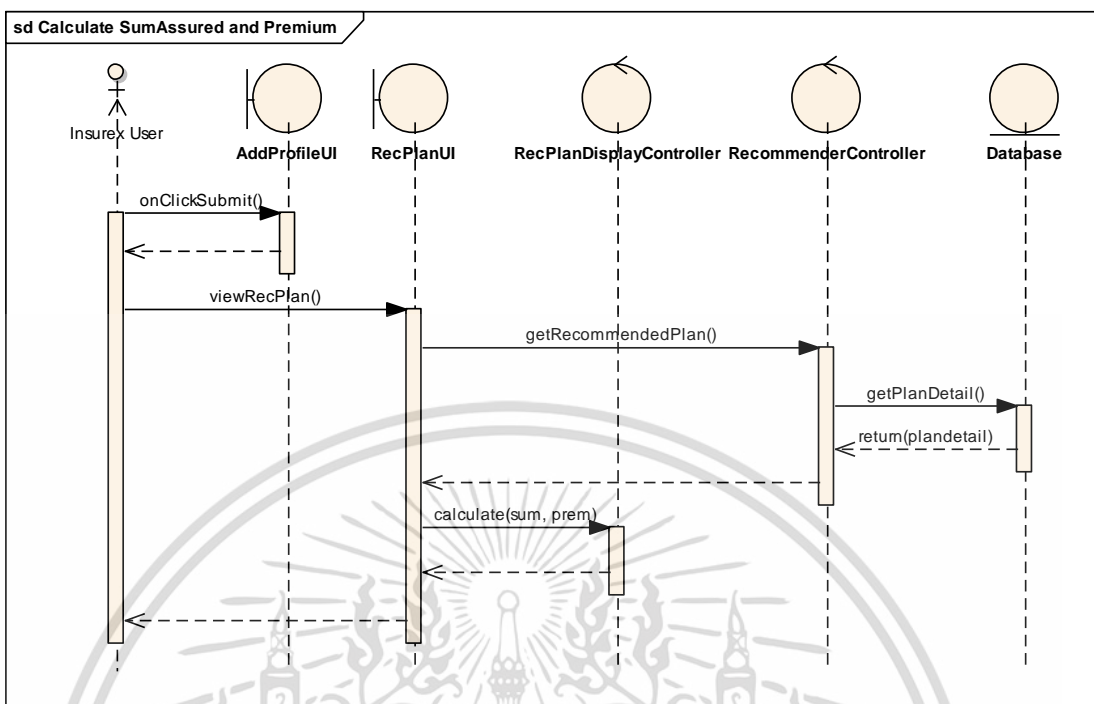 sd Calculate SumAssured and Premium
Insurex User
AddProfileUI
RecPlanUI
RecPlanDisplayController
RecommenderController
Database
onClickSubmit()
viewRecPlan()
getRecommendedPlan()
getPlanDetail()
return(plandetail)
calculate(sum, prem)